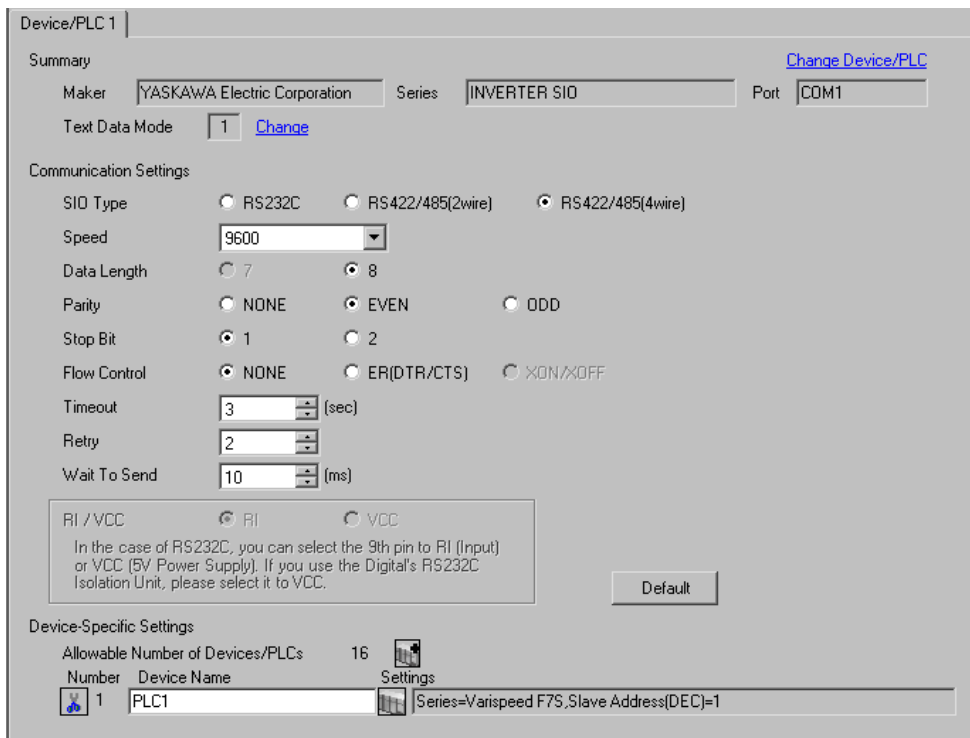 Device/PLC 1
Summary
Change Device/PLC
Maker YASKAWA Electric Corporation Series INVERTER SIO Port COM1
Text Data Mode 1 Change
Communication Settings
SIO Type RS232C RS422/485(2wire) RS422/485(4wire)
Speed 9600
Data Length 7 8
Parity NONE EVEN ODD
Stop Bit 1 2
Flow Control NONE ER(DTR/CTS) XON/XOFF
Timeout 3 (sec)
Retry 2
Wait To Send 10 (ms)
RI / VCC RI VCC
In the case of RS232C, you can select the 9th pin to RI (Input)
or VCC (5V Power Supply). If you use the Digital's RS232C
Isolation Unit, please select it to VCC.
Default
Device-Specific Settings
Allowable Number of Devices/PLCs 16
Number Device Name Settings
1 PLC1 Series=Varispeed F7S,Slave Address(DEC)=1